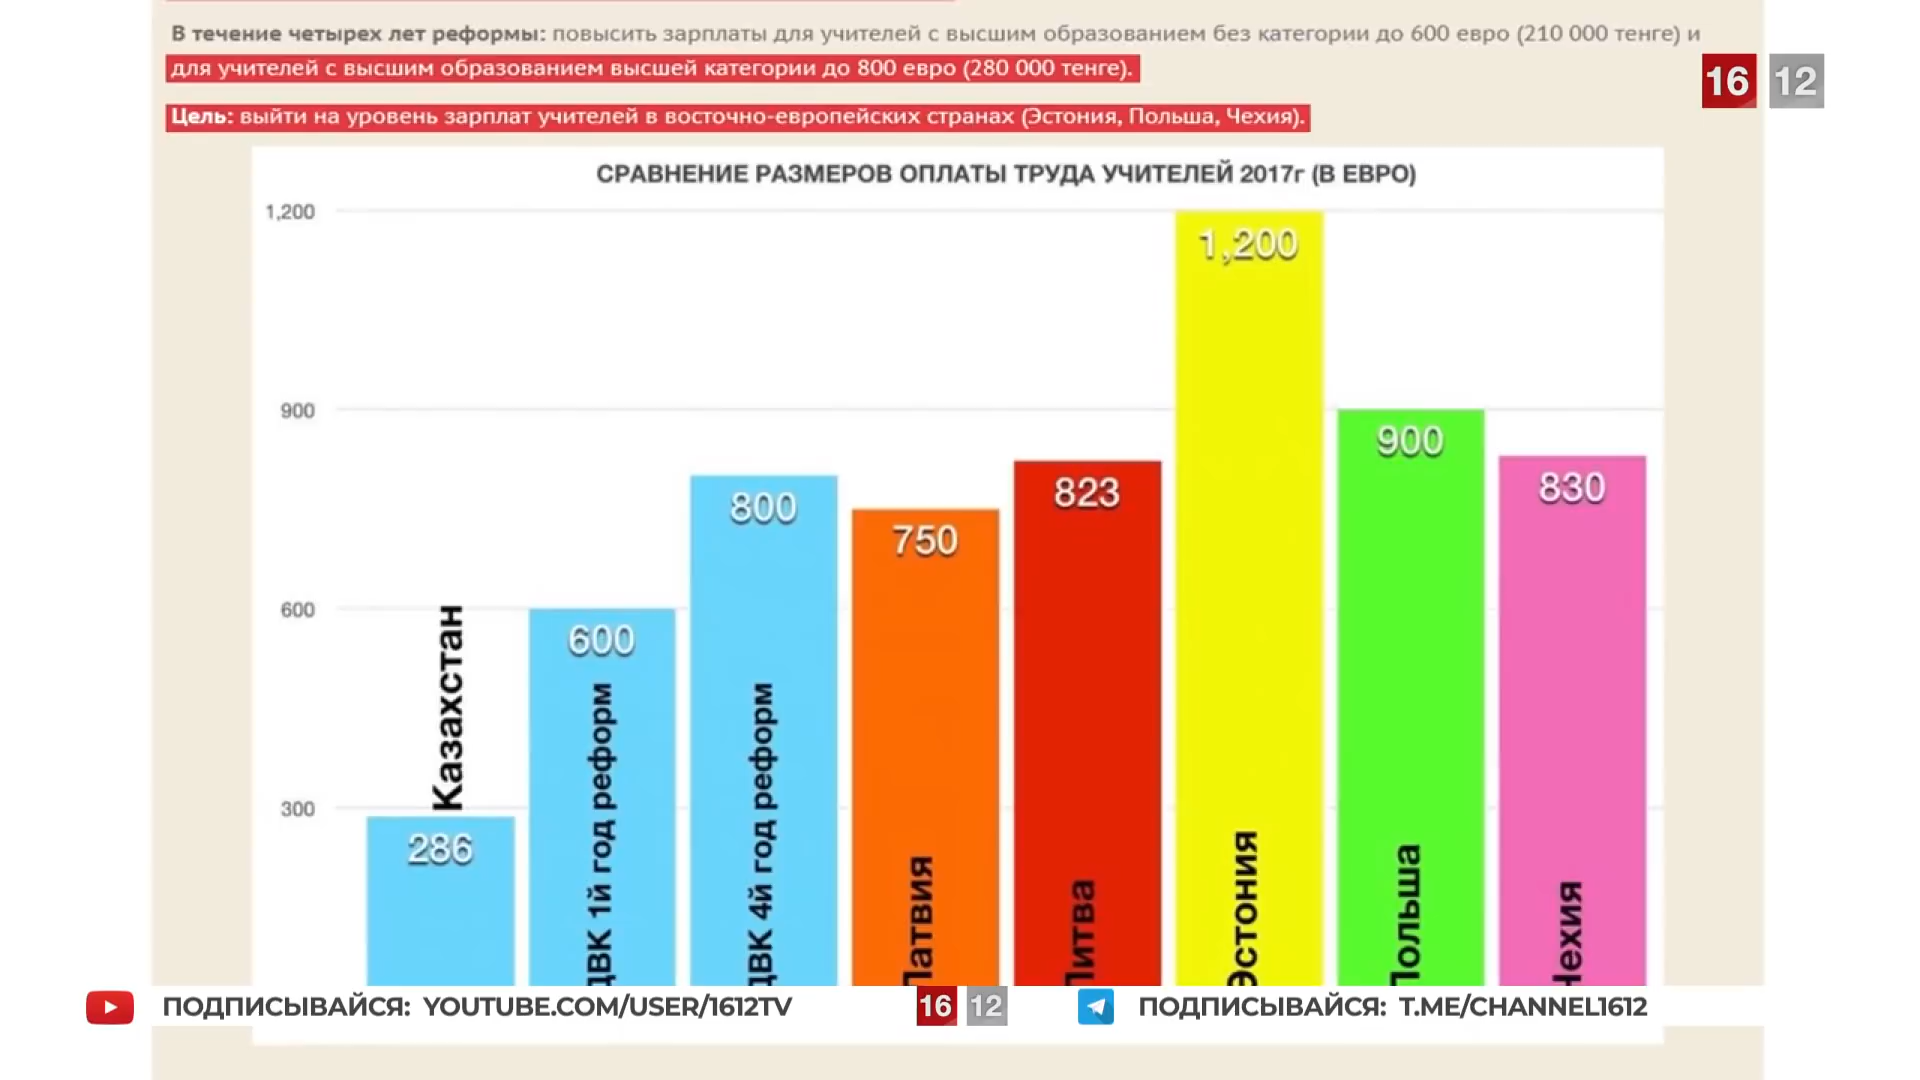 В течение четырех лет реформы: повысить зарплаты для учителей с высшим образованием без категории до 600 евро (210 000 тенге) и
для учителей с высшим образованием высшей категории до 800 евро (280 000 тенге).
16 12
Цель: выйти на уровень зарплат учителей в восточно-европейских странах (Эстония, Польша, Чехия).
СРАВНЕНИЕ РАЗМЕРОВ ОПЛАТЫ ТРУДА УЧИТЕЛЕЙ 2017г (В ЕВРО)
1,200
900
600
300
Казахстан
286
600
ДВК 1й год реформ
800
ДВК 4й год реформ
750
Латвия
823
Литва
1,200
Эстония
900
Польша
830
Чехия
ПОДПИСЫВАЙСЯ: YOUTUBE.COM/USER/1612TV
16 12
ПОДПИСЫВАЙСЯ: T.ME/CHANNEL1612